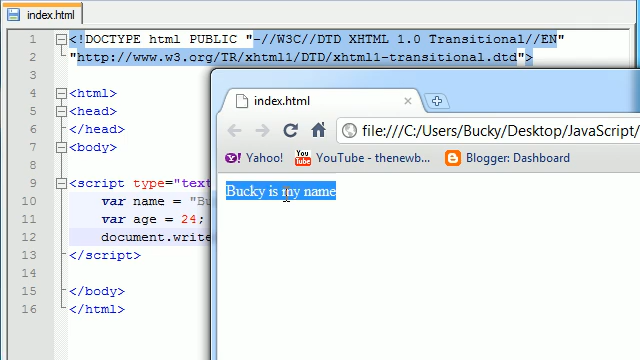 index.html
1 <!DOCTYPE html PUBLIC "-//W3C//DTD XHTML 1.0 Transitional//EN"
2 "http://www.w3.org/TR/xhtml1/DTD/xhtml1-transitional.dtd">
3
4 <html>
5 <head>
6 </head>
7 <body>
8
9 <script type="text
10 var name = "Bu
11 var age = 24;
12 document.write
13 </script>
14
15 </body>
16 </html>
index.html
file:///C:/Users/Bucky/Desktop/JavaScript/
Yahoo! YouTube - thenewb... Blogger: Dashboard
Bucky is my name